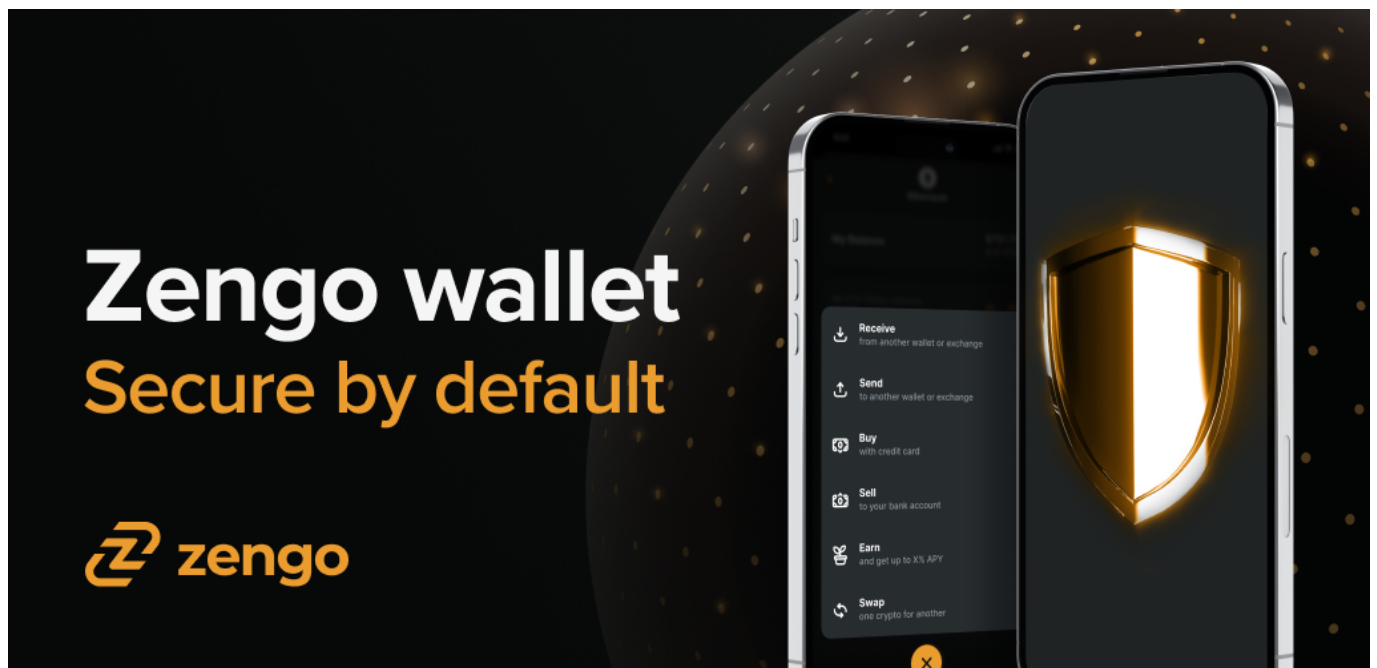 Zengo wallet
Secure by default
zengo
My Balance
Receive
from another wallet or exchange
Send
to another wallet or exchange
Buy
with credit card
Sell
to your bank account
Earn
and get up to X% APY
Swap
one crypto for another